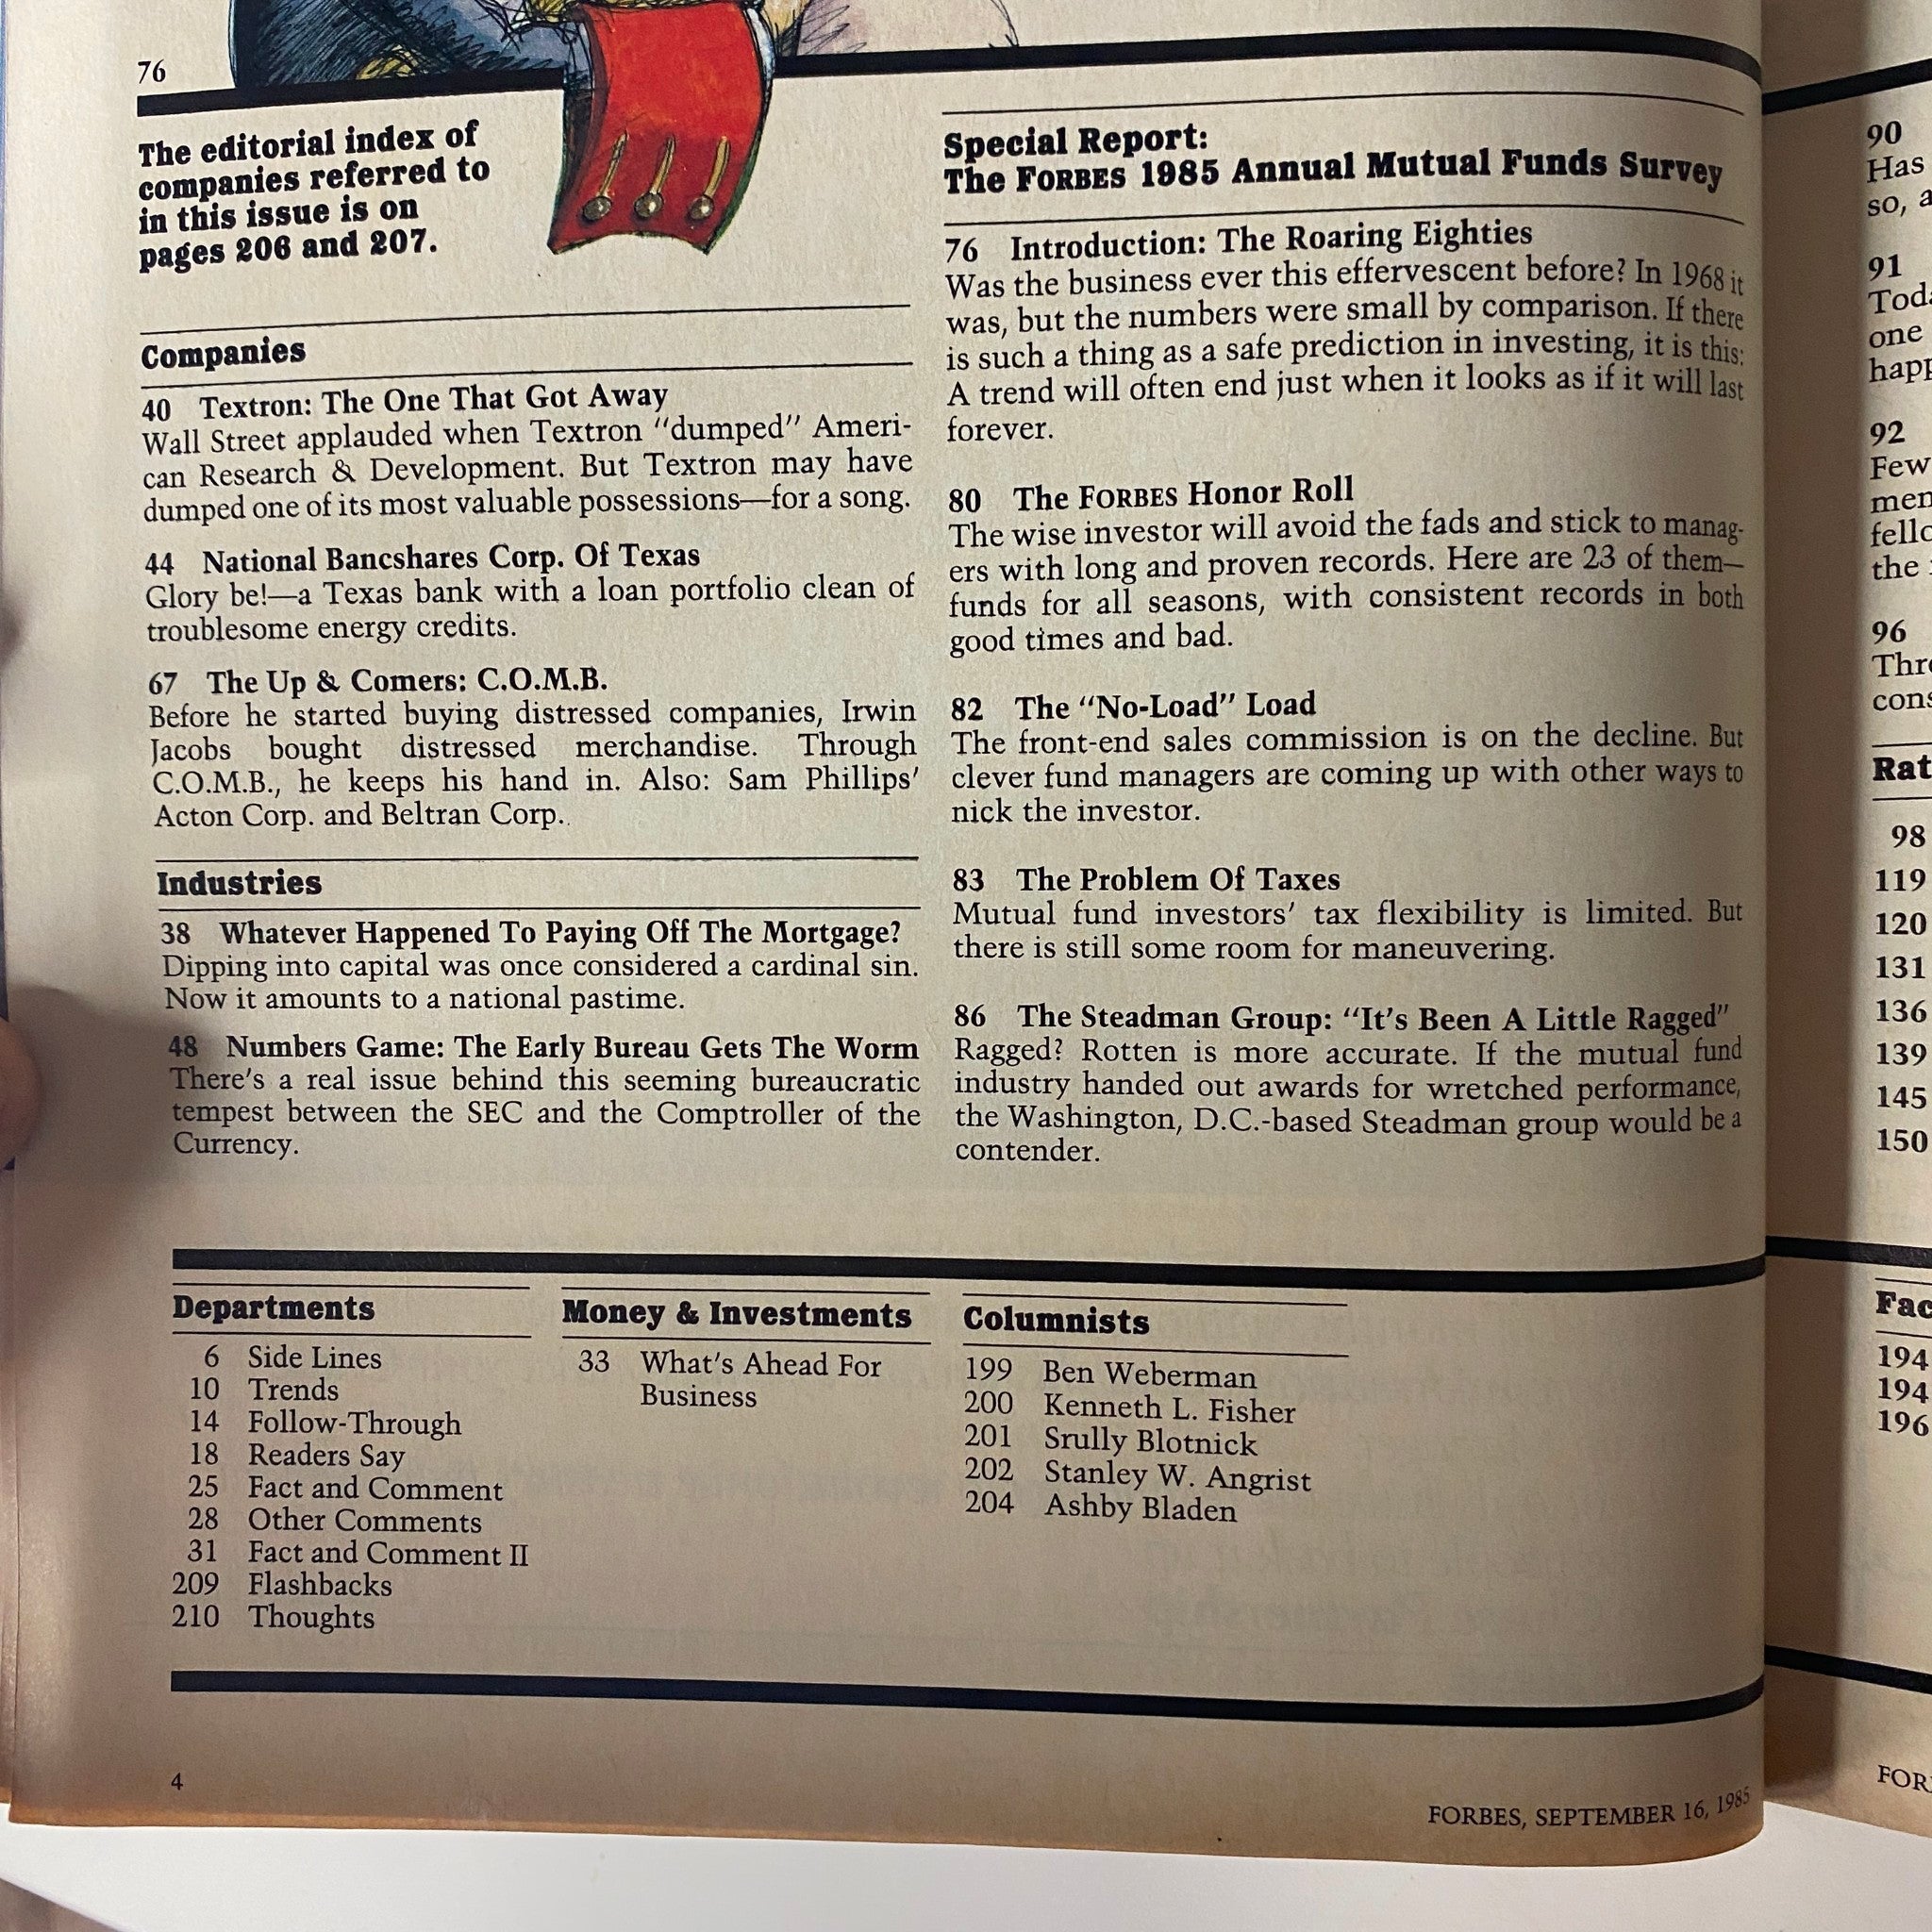 76
The editorial index of
companies referred to
in this issue is on
pages 206 and 207.
Companies
40 Textron: The One That Got Away
Wall Street applauded when Textron “dumped” Ameri-
can Research & Development. But Textron may have
dumped one of its most valuable possessions—for a song.
44 National Bancshares Corp. Of Texas
Glory be!—a Texas bank with a loan portfolio clean of
troublesome energy credits.
67 The Up & Comers: C.O.M.B.
Before he started buying distressed companies, Irwin
Jacobs bought distressed merchandise. Through
C.O.M.B., he keeps his hand in. Also: Sam Phillips’
Acton Corp. and Beltran Corp.
Industries
38 Whatever Happened To Paying Off The Mortgage?
Dipping into capital was once considered a cardinal sin.
Now it amounts to a national pastime.
48 Numbers Game: The Early Bureau Gets The Worm
There’s a real issue behind this seeming bureaucratic
tempest between the SEC and the Comptroller of the
Currency.
Special Report:
The FORBES 1985 Annual Mutual Funds Survey
76 Introduction: The Roaring Eighties
Was the business ever this effervescent before? In 1968 it
was, but the numbers were small by comparison. If there
is such a thing as a safe prediction in investing, it is this:
A trend will often end just when it looks as if it will last
forever.
80 The FORBES Honor Roll
The wise investor will avoid the fads and stick to manag-
ers with long and proven records. Here are 23 of them—
funds for all seasons, with consistent records in both
good times and bad.
82 The “No-Load” Load
The front-end sales commission is on the decline. But
clever fund managers are coming up with other ways to
nick the investor.
83 The Problem Of Taxes
Mutual fund investors’ tax flexibility is limited. But
there is still some room for maneuvering.
86 The Steadman Group: “It’s Been A Little Ragged”
Ragged? Rotten is more accurate. If the mutual fund
industry handed out awards for wretched performance,
the Washington, D.C.-based Steadman group would be a
contender.
Departments
6 Side Lines
10 Trends
14 Follow-Through
18 Readers Say
25 Fact and Comment
28 Other Comments
31 Fact and Comment II
209 Flashbacks
210 Thoughts
Money & Investments
33 What’s Ahead For
Business
Columnists
199 Ben Weberman
200 Kenneth L. Fisher
201 Srully Blotnick
202 Stanley W. Angrist
204 Ashby Bladen
4
FORBES, SEPTEMBER 16, 1985
90
Has
so,
91
one
92
Few
the
96
98
119
120
131
136
139
145
150
194
194
196